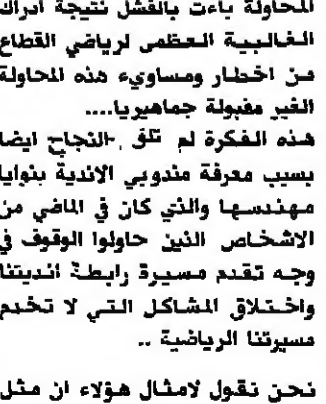 المحاولة باءت بالفشل نتيجة ادراك
الغالبية العظمى لرياضي القطاع
من اخطار ومساويء هذه المحاولة
الغير مقبولة جماهيريا....
هذه الفكرة لم تلق النجاح ايضا
بسبب معرفة مندوبي الاندية بنوايا
مهندسها والذي كان في الماضي من
الاشخاص الذين حاولوا الوقوف في
وجه تقدم مسيرة رابطة انديتنا
واختلاق المشاكل التي لا تخدم
مسيرتنا الرياضية ..
نحن نقول لامثال هؤلاء ان مثل